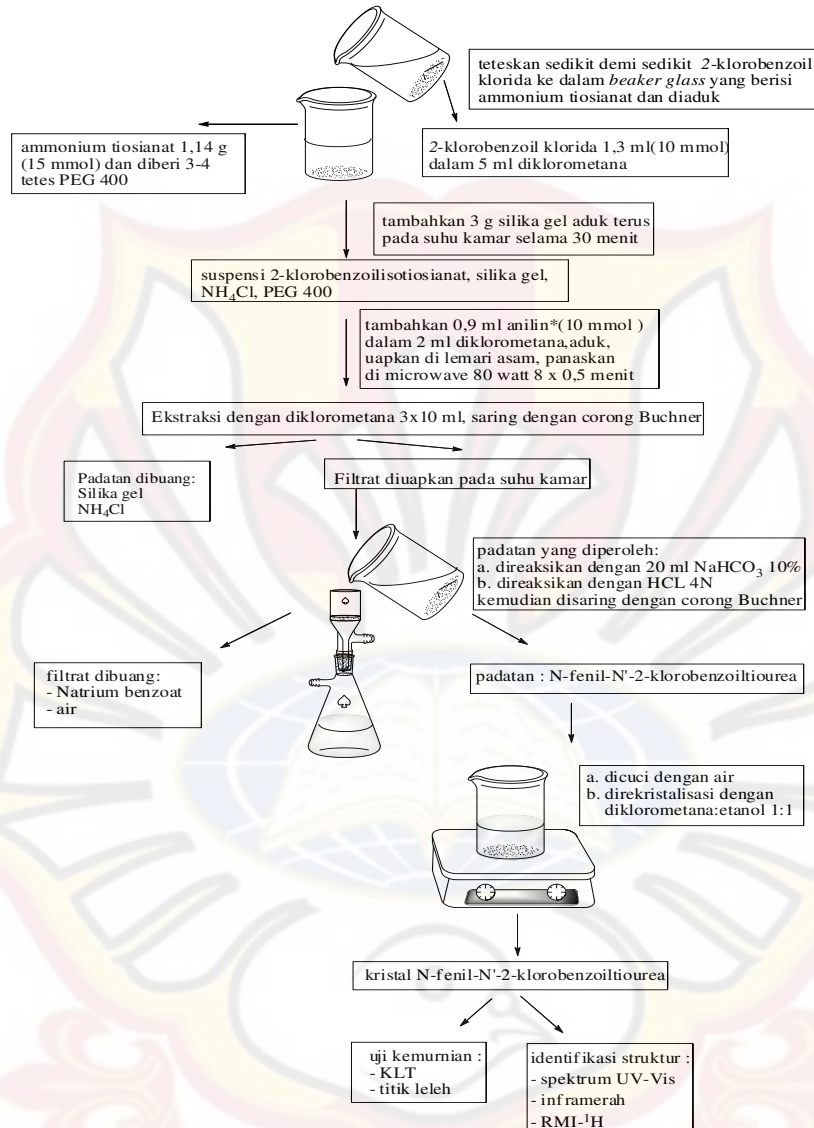 teteskan sedikit demi sedikit 2-klorobenzoil
klorida ke dalam beaker glass yang berisi
ammonium tiosianat dan diaduk
ammonium tiosianat 1,14 g
(15 mmol) dan diberi 3-4
tetes PEG 400
2-klorobenzoil klorida 1,3 ml(10 mmol)
dalam 5 ml diklorometana
tambahkan 3 g silika gel aduk terus
pada suhu kamar selama 30 menit
suspensi 2-klorobenzoilisotiosianat, silika gel,
NH₄Cl, PEG 400
tambahkan 0,9 ml anilin*(10 mmol )
dalam 2 ml diklorometana,aduk,
uapkan di lemari asam, panaskan
di microwave 80 watt 8 x 0,5 menit
Ekstraksi dengan diklorometana 3x10 ml, saring dengan corong Buchner
Padatan dibuang:
Silika gel
NH₄Cl
Filtrat diuapkan pada suhu kamar
padatan yang diperoleh:
a. direaksikan dengan 20 ml NaHCO₃ 10%
b. direaksikan dengan HCL 4N
kemudian disaring dengan corong Buchner
filtrat dibuang:
- Natrium benzoat
- air
padatan : N-fenil-N'-2-klorobenzoiltiourea
a. dicuci dengan air
b. direkristalisasi dengan
diklorometana:etanol 1:1
kristal N-fenil-N'-2-klorobenzoiltiourea
uji kemurnian :
- KLT
- titik leleh
identifikasi struktur :
- spektrum UV-Vis
- inframerah
- RMI-¹H